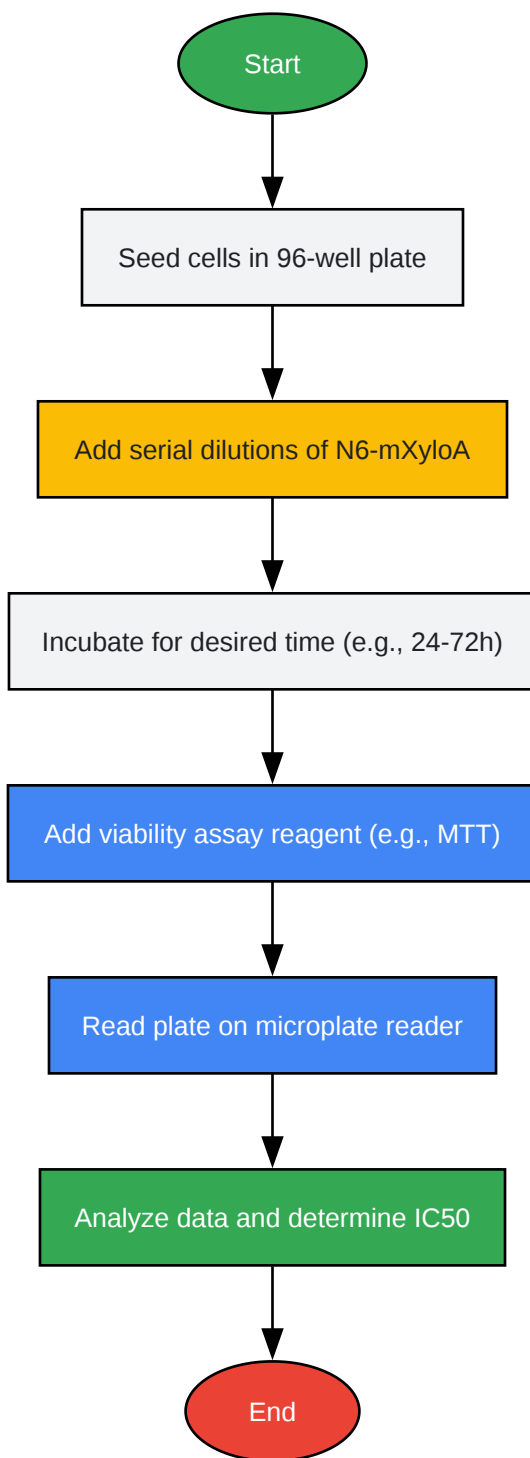 Start
Seed cells in 96-well plate
Add serial dilutions of N6-mXyloA
Incubate for desired time (e.g., 24-72h)
Add viability assay reagent (e.g., MTT)
Read plate on microplate reader
Analyze data and determine IC50
End